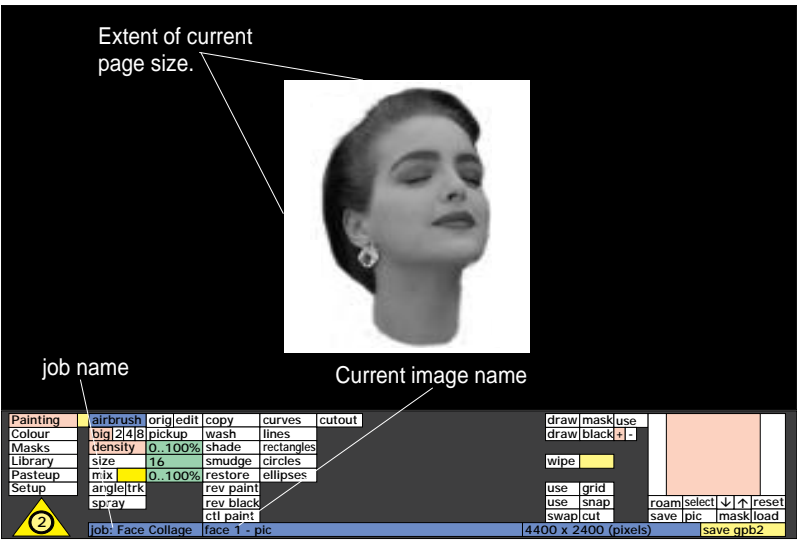 Extent of current
page size.
job name
Current image name
Painting airbrush orig edit copy curves cutout draw mask use
Colour big 2 4 8 pickup wash lines draw black + -
Masks density 0..100% shade rectangles
Library size 16 smudge circles wipe
Pasteup mix 0..100% restore ellipses
Setup angle trk rev paint use grid
spray rev black use snap roam select ↓ ↑ reset
2 ctl paint swap cut save pic mask load
job: Face Collage face 1 - pic 4400 x 2400 (pixels) save gpb2